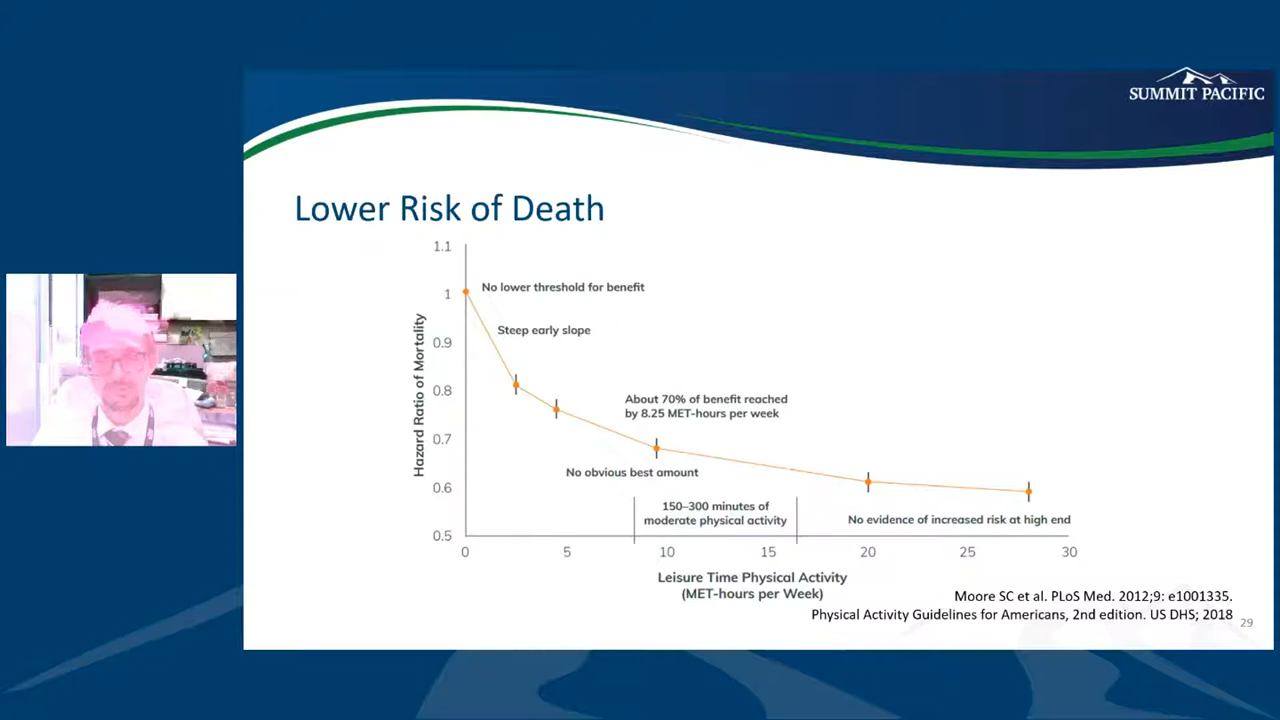 SUMMIT PACIFIC
Lower Risk of Death
1.1
1
0.9
0.8
0.7
0.6
0.5
Hazard Ratio of Mortality
No lower threshold for benefit
Steep early slope
About 70% of benefit reached
by 8.25 MET-hours per week
No obvious best amount
150–300 minutes of
moderate physical activity
No evidence of increased risk at high end
0 5 10 15 20 25 30
Leisure Time Physical Activity
(MET-hours per Week)
Moore SC et al. PLoS Med. 2012;9: e1001335.
Physical Activity Guidelines for Americans, 2nd edition. US DHS; 2018
29